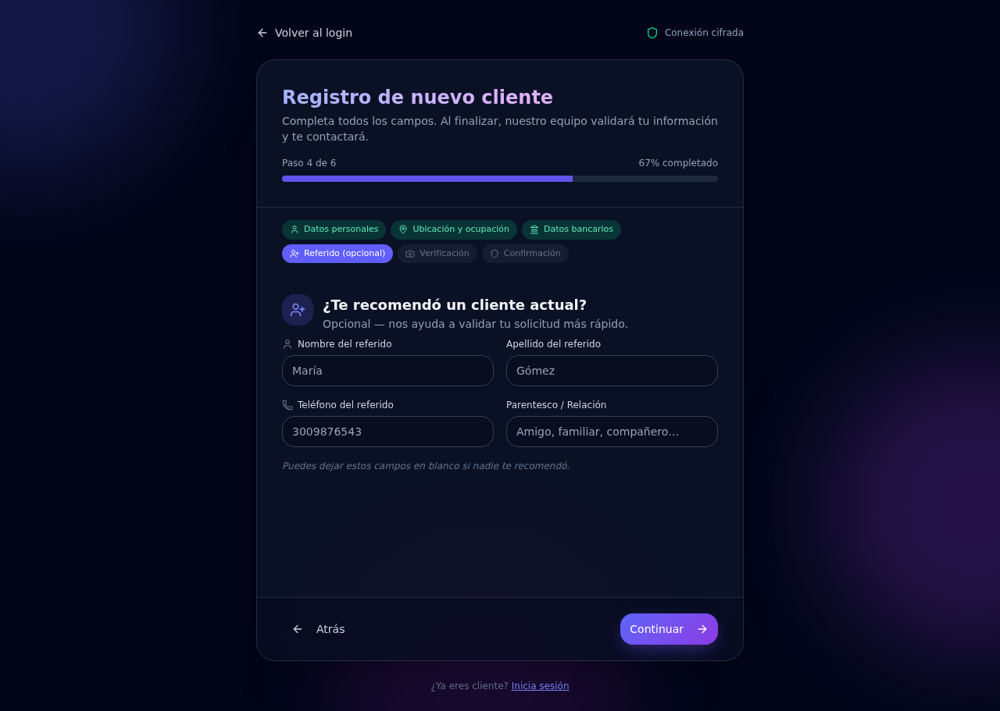 Volver al login
Conexión cifrada
Registro de nuevo cliente
Completa todos los campos. Al finalizar, nuestro equipo validará tu información
y te contactará.
Paso 4 de 6
67% completado
Datos personales
Ubicación y ocupación
Datos bancarios
Referido (opcional)
Verificación
Confirmación
¿Te recomendó un cliente actual?
Opcional — nos ayuda a validar tu solicitud más rápido.
Nombre del referido
Apellido del referido
María
Gómez
Teléfono del referido
Parentesco / Relación
3009876543
Amigo, familiar, compañero…
Puedes dejar estos campos en blanco si nadie te recomendó.
Atrás
Continuar
¿Ya eres cliente? Inicia sesión